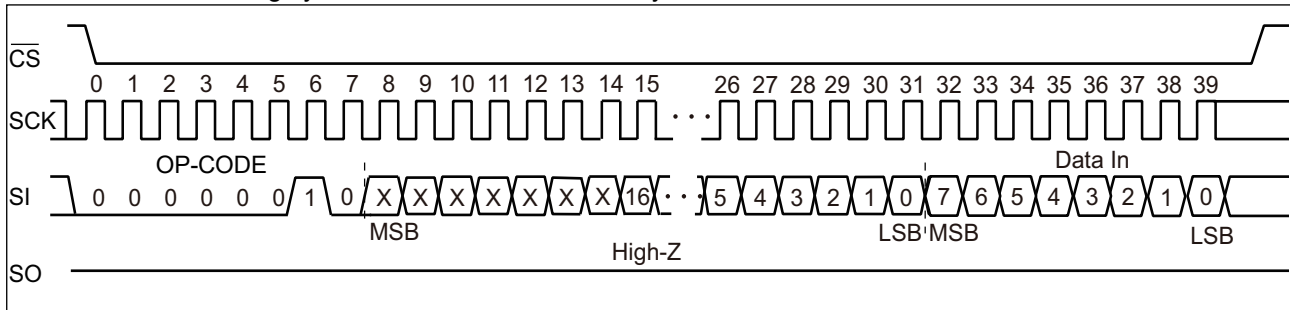 CS
0 1 2 3 4 5 6 7 8 9 10 11 12 13 14 15 26 27 28 29 30 31 32 33 34 35 36 37 38 39
SCK
OP-CODE Data In
SI 0 0 0 0 0 0 1 0 X X X X X X X 16 5 4 3 2 1 0 7 6 5 4 3 2 1 0
MSB LSB MSB LSB
High-Z
SO